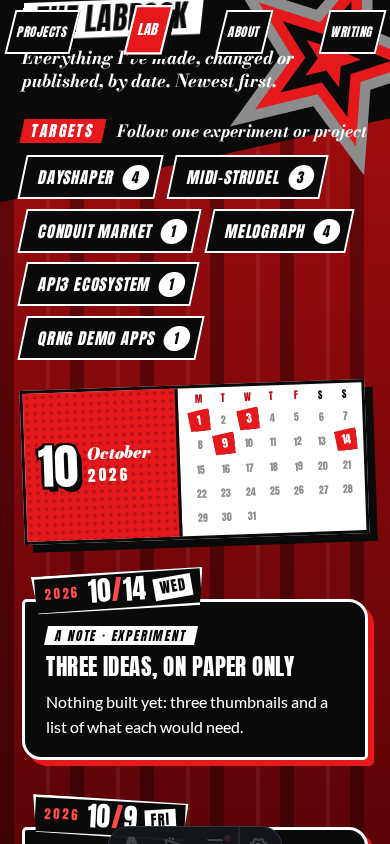 THE LABBOOK
PROJECTS
LAB
ABOUT
WRITING
Everything I've made, changed or
published, by date. Newest first.
TARGETS Follow one experiment or project
DAYSHAPER 4
MIDI-STRUDEL 3
CONDUIT MARKET 1
MELOGRAPH 4
API3 ECOSYSTEM 1
QRNG DEMO APPS 1
10 October
2026
M T W T F S S
1 2 3 4 5 6 7
8 9 10 11 12 13 14
15 16 17 18 19 20 21
22 23 24 25 26 27 28
29 30 31
2026 10/14 WED
A NOTE · EXPERIMENT
THREE IDEAS, ON PAPER ONLY
Nothing built yet: three thumbnails and a
list of what each would need.
2026 10/9 FRI